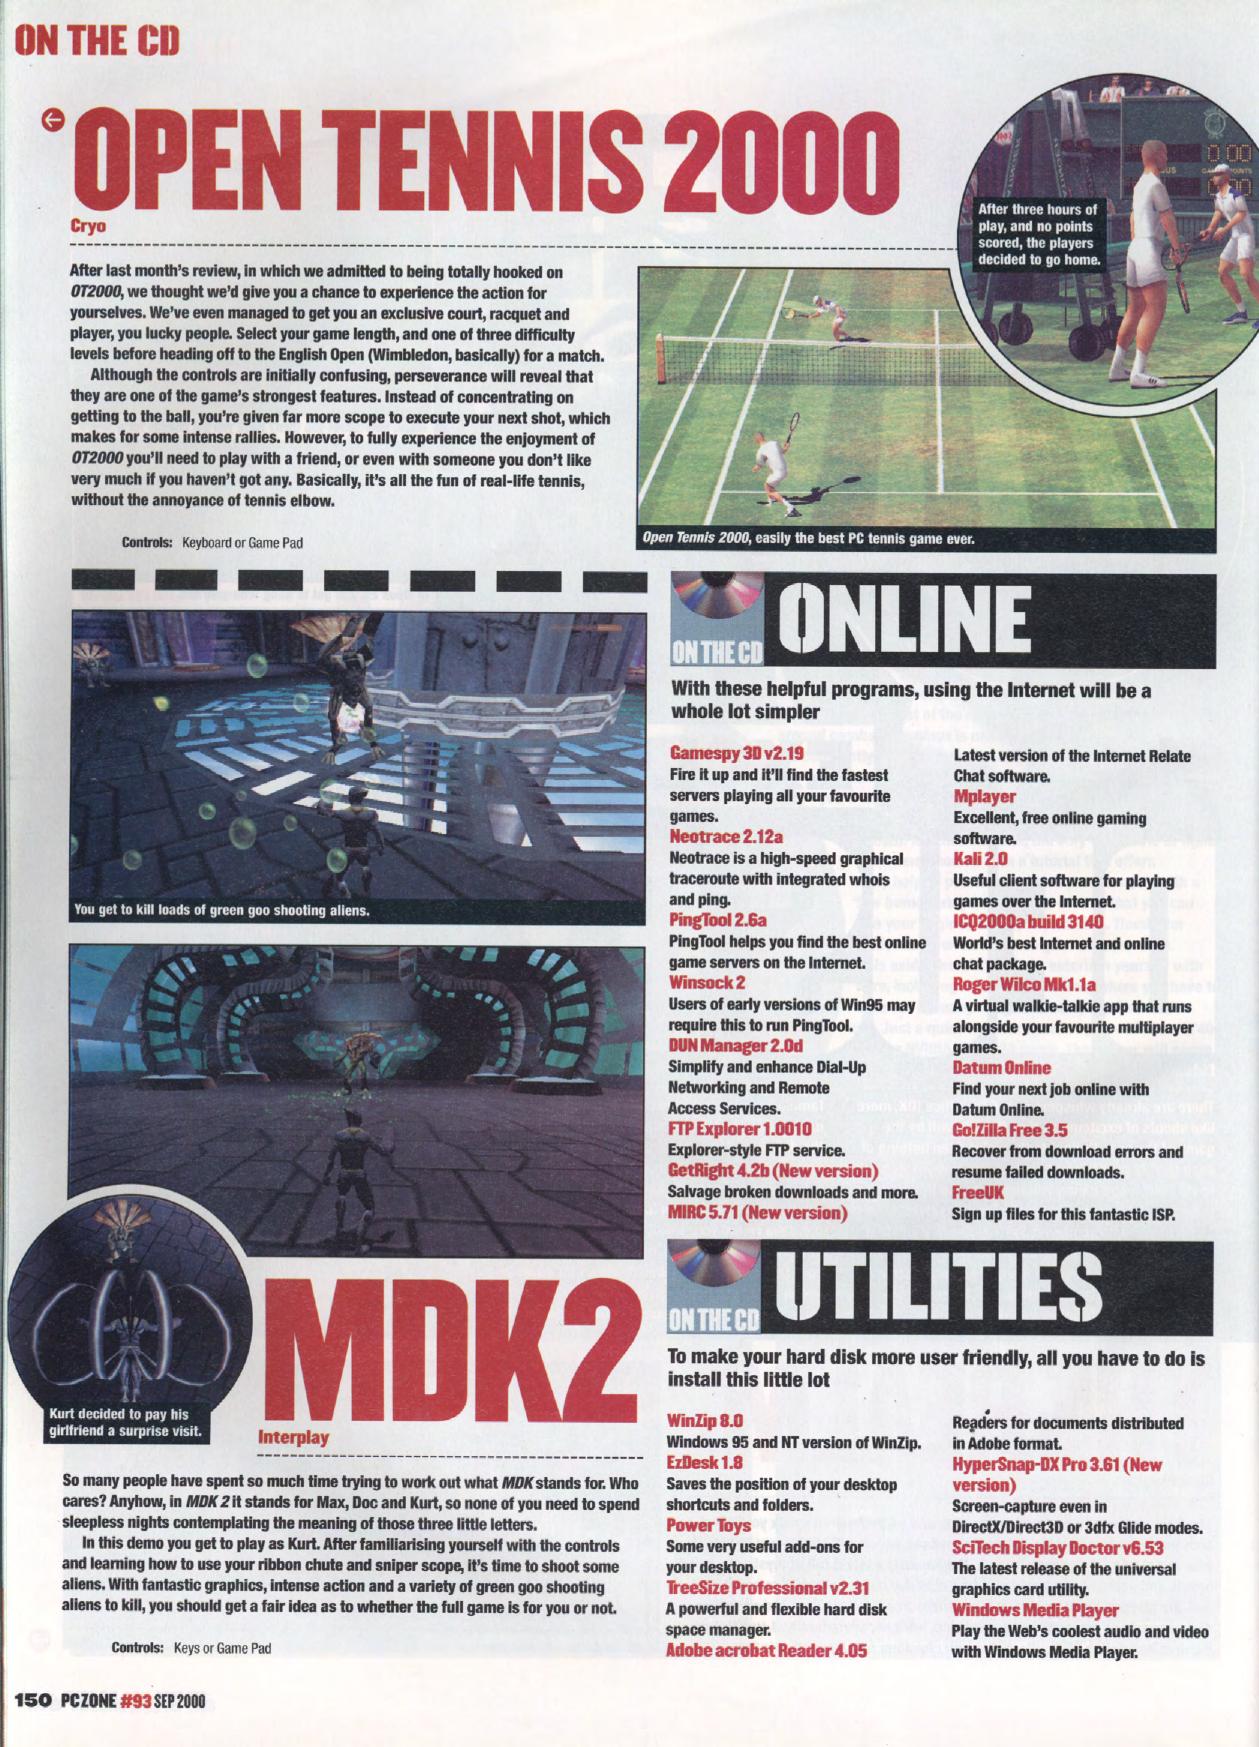 ON THE CD
OPEN TENNIS 2000
Cryo
After last month's review, in which we admitted to being totally hooked on
OT2000, we thought we'd give you a chance to experience the action for
yourselves. We've even managed to get you an exclusive court, racquet and
player, you lucky people. Select your game length, and one of three difficulty
levels before heading off to the English Open (Wimbledon, basically) for a match.
Although the controls are initially confusing, perseverance will reveal that
they are one of the game's strongest features. Instead of concentrating on
getting to the ball, you're given far more scope to execute your next shot, which
makes for some intense rallies. However, to fully experience the enjoyment of
OT2000 you'll need to play with a friend, or even with someone you don't like
very much if you haven't got any. Basically, it's all the fun of real-life tennis,
without the annoyance of tennis elbow.
Controls: Keyboard or Game Pad
After three hours of
play, and no points
scored, the players
decided to go home.
Open Tennis 2000, easily the best PC tennis game ever.
You get to kill loads of green goo shooting aliens.
Kurt decided to pay his
girlfriend a surprise visit.
MDK2
Interplay
So many people have spent so much time trying to work out what MDK stands for. Who
cares? Anyhow, in MDK 2 it stands for Max, Doc and Kurt, so none of you need to spend
sleepless nights contemplating the meaning of those three little letters.
In this demo you get to play as Kurt. After familiarising yourself with the controls
and learning how to use your ribbon chute and sniper scope, it's time to shoot some
aliens. With fantastic graphics, intense action and a variety of green goo shooting
aliens to kill, you should get a fair idea as to whether the full game is for you or not.
Controls: Keys or Game Pad
ON THE CD
ONLINE
With these helpful programs, using the Internet will be a
whole lot simpler
Gamespy 3D v2.19
Fire it up and it'll find the fastest
servers playing all your favourite
games.
Neotrace 2.12a
Neotrace is a high-speed graphical
traceroute with integrated whois
and ping.
PingTool 2.6a
PingTool helps you find the best online
game servers on the Internet.
Winsock 2
Users of early versions of Win95 may
require this to run PingTool.
DUN Manager 2.0d
Simplify and enhance Dial-Up
Networking and Remote
Access Services.
FTP Explorer 1.0010
Explorer-style FTP service.
GetRight 4.2b (New version)
Salvage broken downloads and more.
MIRC 5.71 (New version)
Latest version of the Internet Relate
Chat software.
Mplayer
Excellent, free online gaming
software.
Kali 2.0
Useful client software for playing
games over the Internet.
ICQ2000a build 3140
World's best Internet and online
chat package.
Roger Wilco Mk1.1a
A virtual walkie-talkie app that runs
alongside your favourite multiplayer
games.
Datum Online
Find your next job online with
Datum Online.
Go!Zilla Free 3.5
Recover from download errors and
resume failed downloads.
FreeUK
Sign up files for this fantastic ISP.
ON THE CD
UTILITIES
To make your hard disk more user friendly, all you have to do is
install this little lot
WinZip 8.0
Windows 95 and NT version of WinZip.
EzDesk 1.8
Saves the position of your desktop
shortcuts and folders.
Power Toys
Some very useful add-ons for
your desktop.
TreeSize Professional v2.31
A powerful and flexible hard disk
space manager.
Adobe acrobat Reader 4.05
Readers for documents distributed
in Adobe format.
HyperSnap-DX Pro 3.61 (New
version)
Screen-capture even in
DirectX/Direct3D or 3dfx Glide modes.
SciTech Display Doctor v6.53
The latest release of the universal
graphics card utility.
Windows Media Player
Play the Web's coolest audio and video
with Windows Media Player.
150 PCZONE #93 SEP 2000